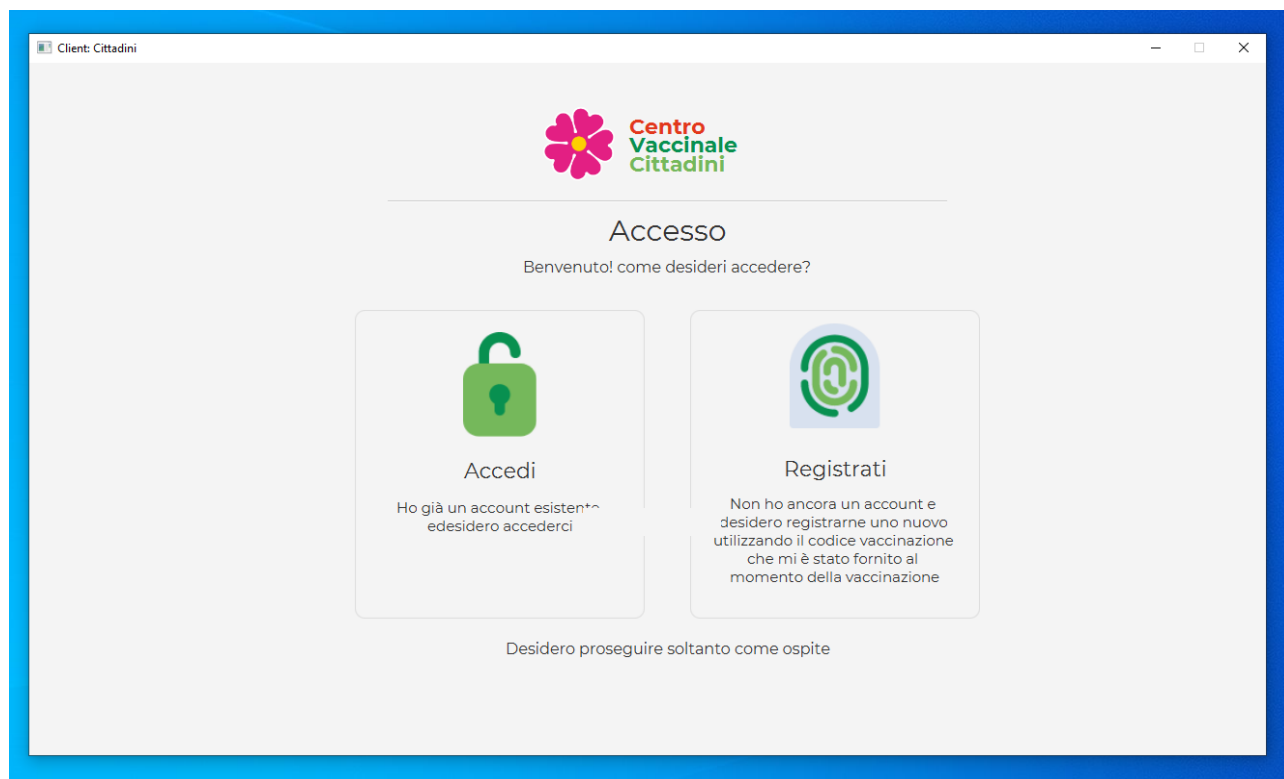 Client: Cittadini
Centro
Vaccinale
Cittadini
Accesso
Benvenuto! come desideri accedere?
Accedi
Ho già un account esistente
edesidero accederci
Registrati
Non ho ancora un account e
desidero registrarne uno nuovo
utilizzando il codice vaccinazione
che mi è stato fornito al
momento della vaccinazione
Desidero proseguire soltanto come ospite